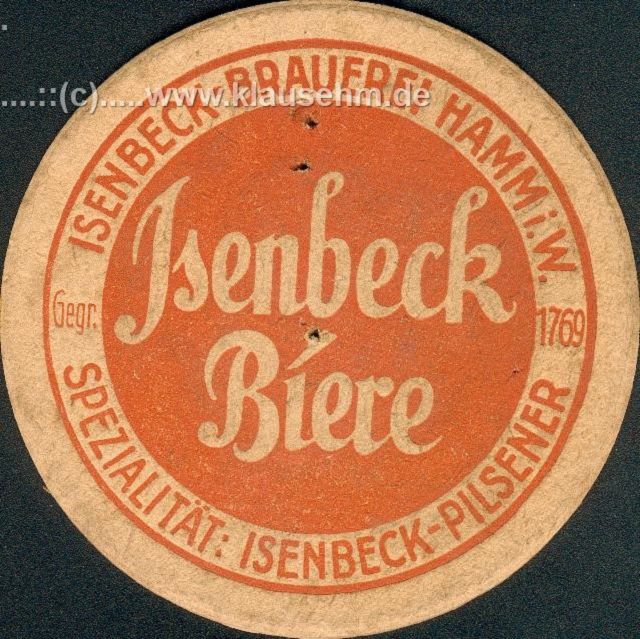 ....::(c).....www.klausehm.de
ISENBECK-BRAUEREI HAMM i.W.
Isenbeck
Biere
Gegr. 1769
SPEZIALITÄT: ISENBECK-PILSENER